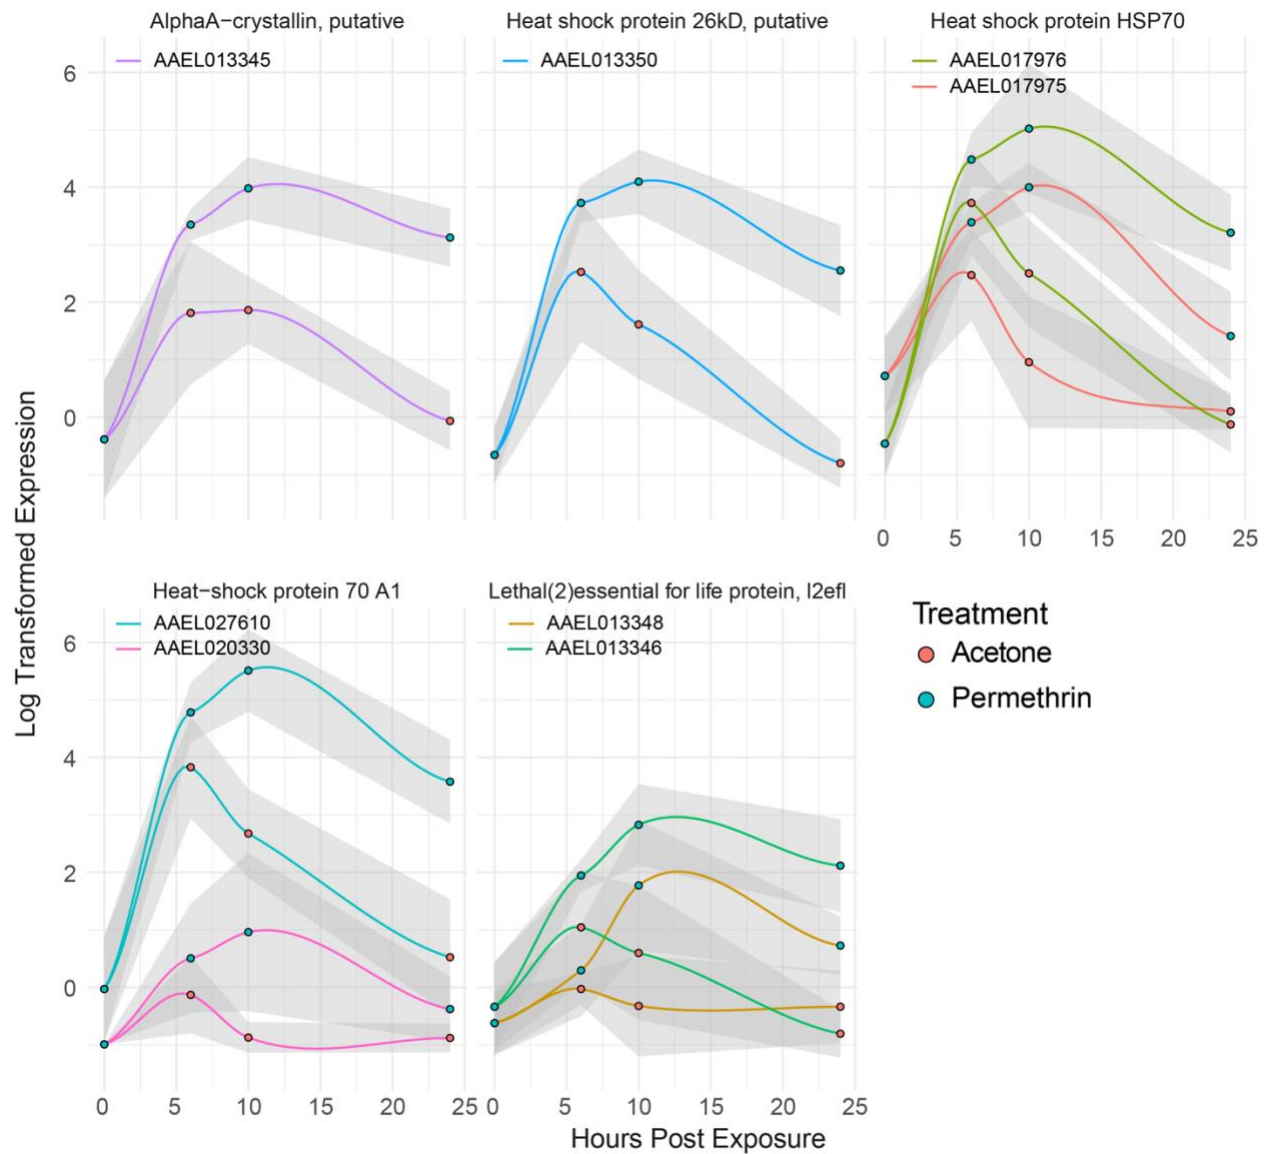 AlphaA−crystallin, putative
AAEL013345
Heat shock protein 26kD, putative
AAEL013350
Heat shock protein HSP70
AAEL017976
AAEL017975
6
4
2
0
0 5 10 15 20 25
Log Transformed Expression
Heat−shock protein 70 A1
AAEL027610
AAEL020330
Lethal(2)essential for life protein, l2efl
AAEL013348
AAEL013346
6
4
2
0
0 5 10 15 20 25
0 5 10 15 20 25
Hours Post Exposure
Treatment
Acetone
Permethrin